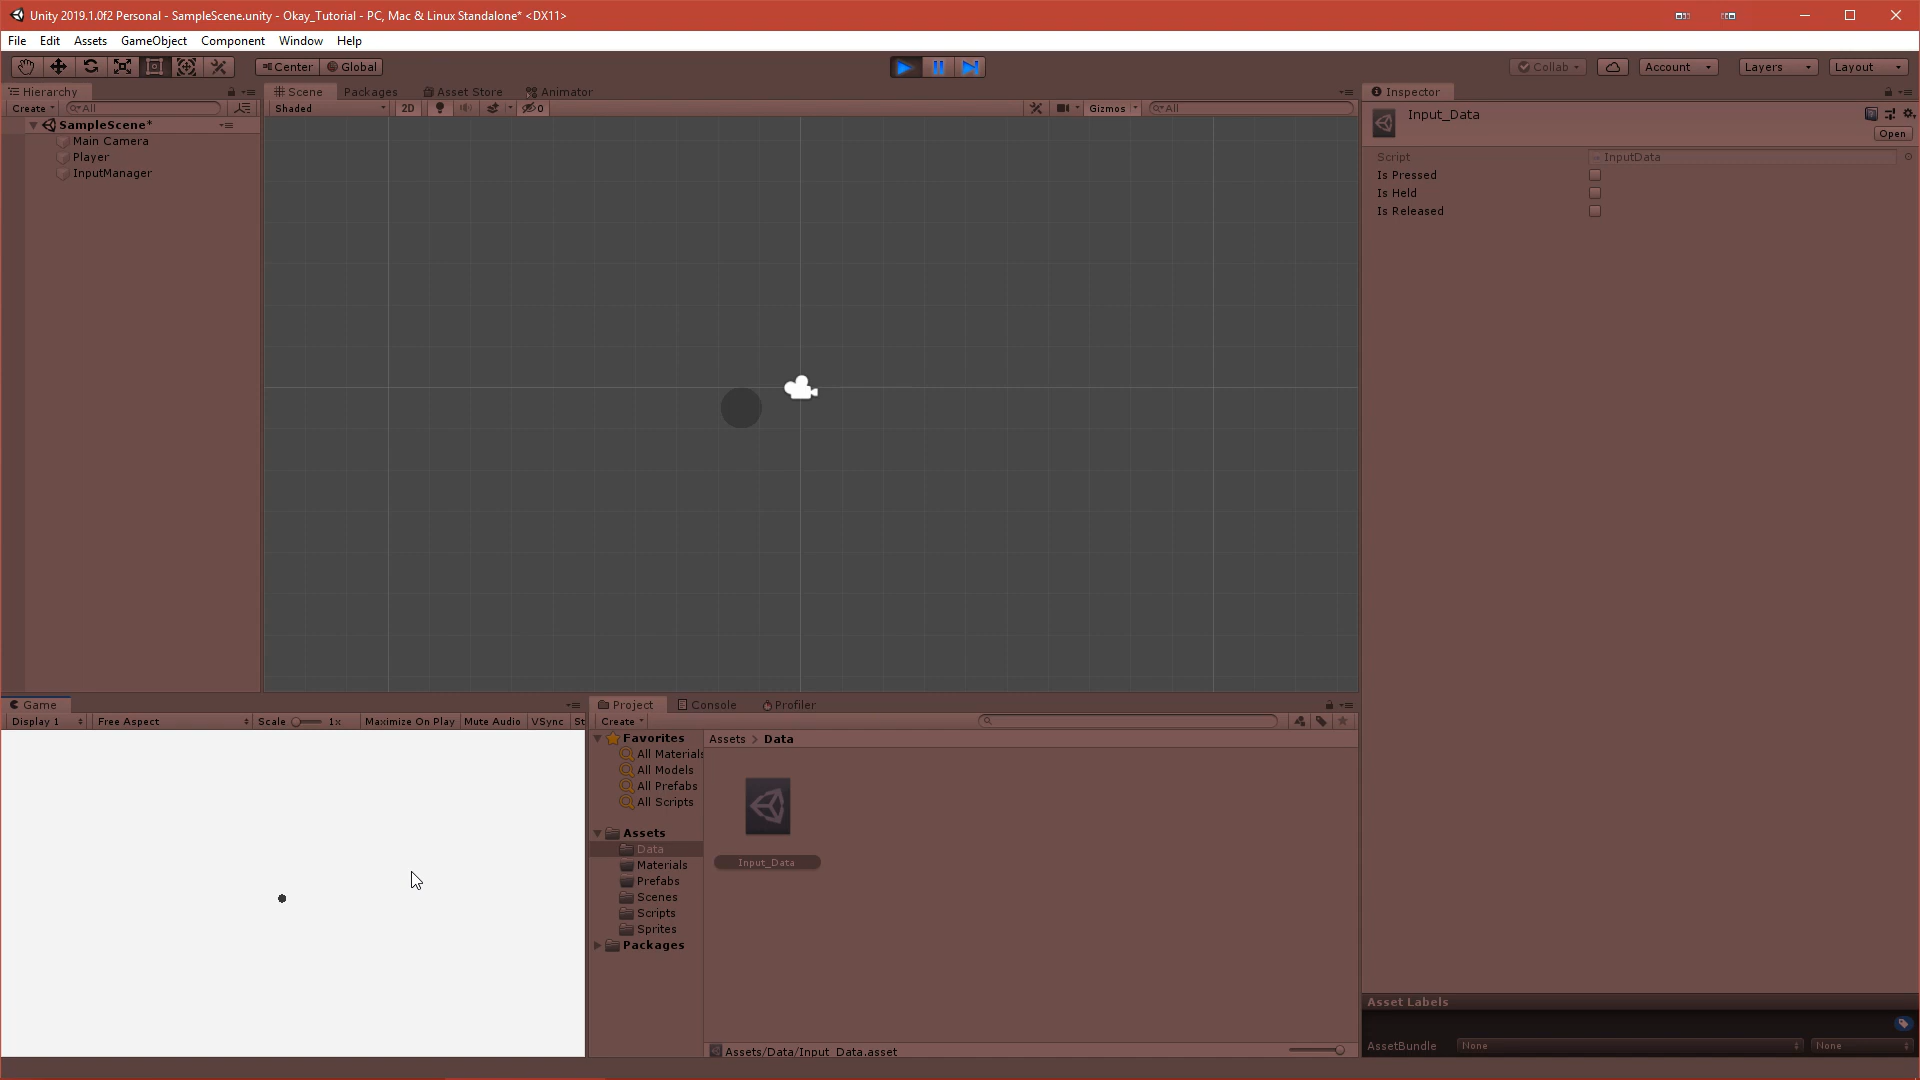 Unity 2019.1.0f2 Personal - SampleScene.unity - Okay_Tutorial - PC, Mac & Linux Standalone* <DX11>
File Edit Assets GameObject Component Window Help
Center Global Collab Account Layers Layout
Hierarchy
Create All
SampleScene*
Main Camera
Player
InputManager
Scene Packages Asset Store Animator
Shaded 2D 0 Gizmos All
Inspector
Input_Data
Open
Script InputData
Is Pressed
Is Held
Is Released
Game
Display 1 Free Aspect Scale 1x Maximize On Play Mute Audio VSync St
Project Console Profiler
Create
Favorites
All Materials
All Models
All Prefabs
All Scripts
Assets
Data
Materials
Prefabs
Scenes
Scripts
Sprites
Packages
Assets > Data
Input_Data
Assets/Data/Input_Data.asset
Asset Labels
AssetBundle None None